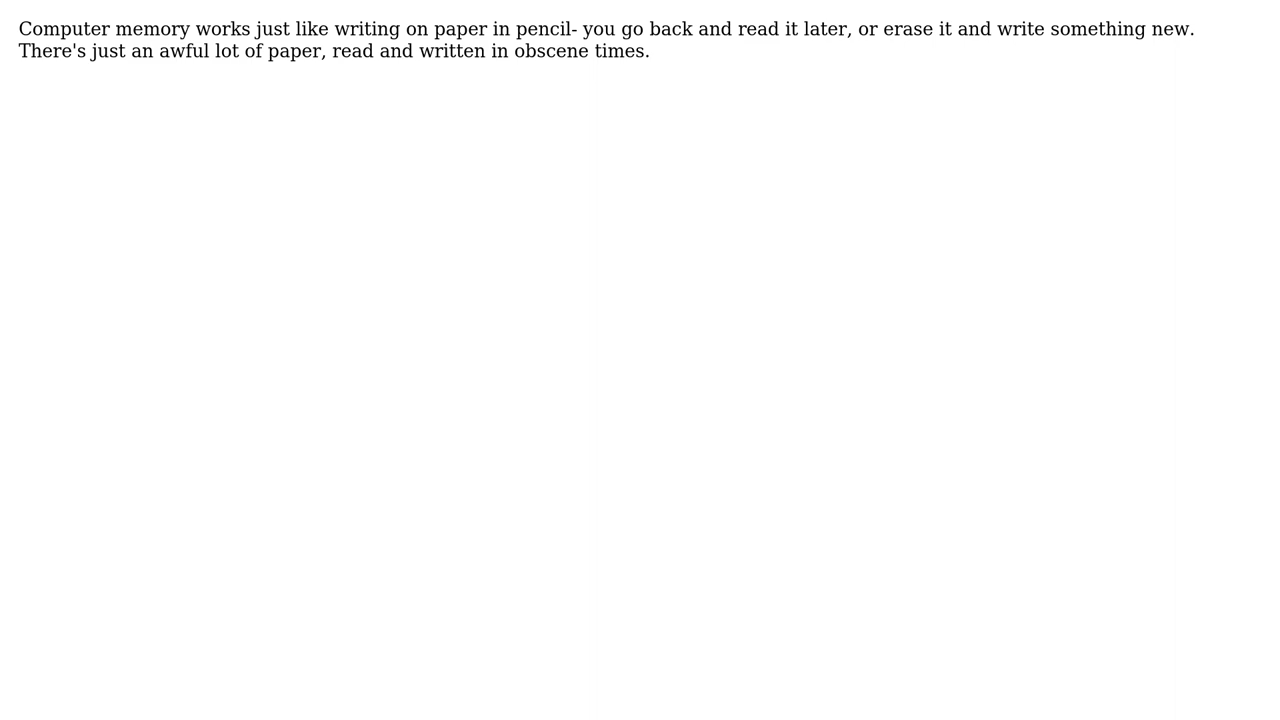 Computer memory works just like writing on paper in pencil- you go back and read it later, or erase it and write something new.
There's just an awful lot of paper, read and written in obscene times.